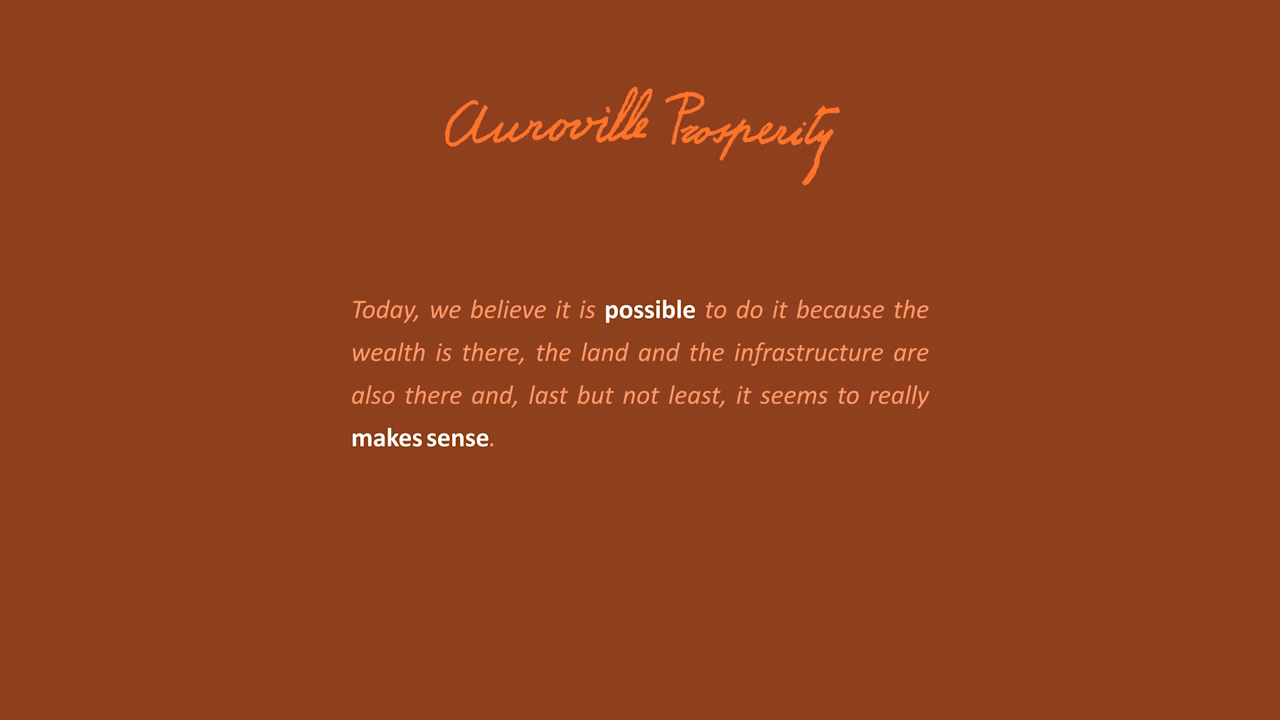 Auroville Prosperity
Today, we believe it is possible to do it because the
wealth is there, the land and the infrastructure are
also there and, last but not least, it seems to really
makes sense.